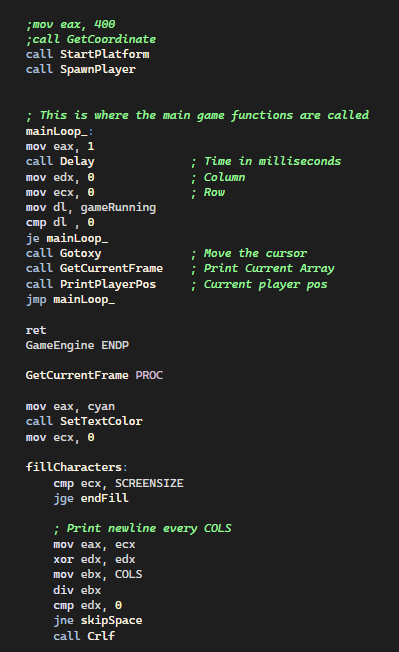 ;mov eax, 400
;call GetCoordinate
call StartPlatform
call SpawnPlayer
; This is where the main game functions are called
mainLoop_:
mov eax, 1
call Delay ; Time in milliseconds
mov edx, 0 ; Column
mov ecx, 0 ; Row
mov dl, gameRunning
cmp dl , 0
je mainLoop_
call Gotoxy ; Move the cursor
call GetCurrentFrame ; Print Current Array
call PrintPlayerPos ; Current player pos
jmp mainLoop_
ret
GameEngine ENDP
GetCurrentFrame PROC
mov eax, cyan
call SetTextColor
mov ecx, 0
fillCharacters:
cmp ecx, SCREENSIZE
jge endFill
; Print newline every COLS
mov eax, ecx
xor edx, edx
mov ebx, COLS
div ebx
cmp edx, 0
jne skipSpace
call Crlf